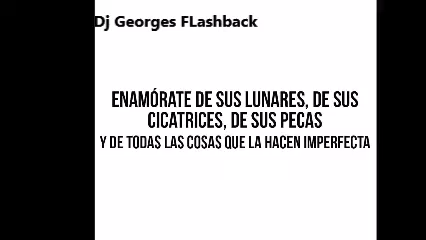 Dj Georges FLashback
ENAMÓRATE DE SUS LUNARES, DE SUS
CICATRICES, DE SUS PECAS
Y DE TODAS LAS COSAS QUE LA HACEN IMPERFECTA